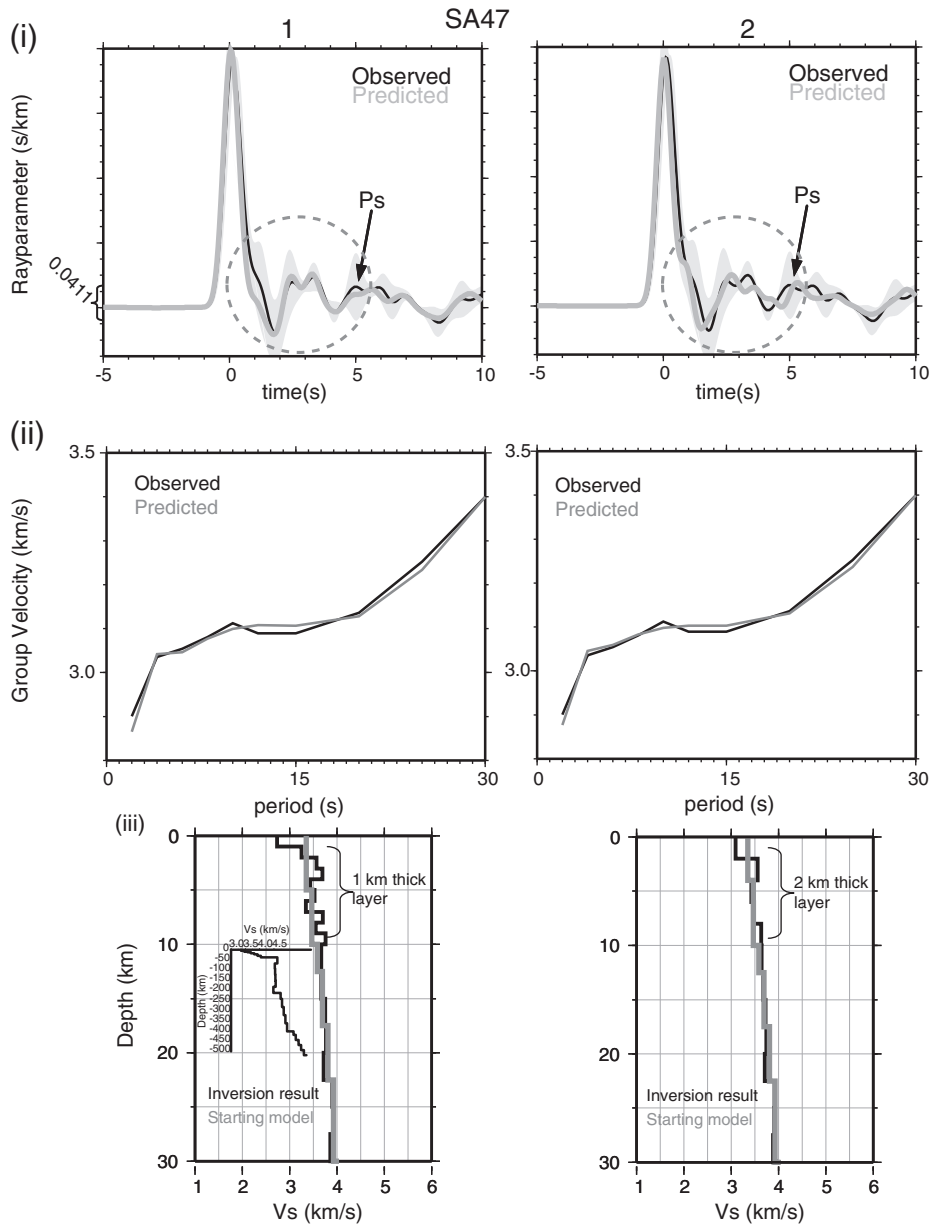 SA47
(i)
1
2
Rayparameter (s/km)
0.0411
Observed
Predicted
Ps
-5
0
5
10
time(s)
Observed
Predicted
Ps
-5
0
5
10
time(s)
(ii)
Group Velocity (km/s)
3.5
3.0
Observed
Predicted
0
15
30
period (s)
3.5
3.0
Observed
Predicted
0
15
30
period (s)
(iii)
Depth (km)
0
10
20
30
1 km thick
layer
Vs (km/s)
3.03.54.04.5
Depth (km)
0
-50
-100
-150
-200
-250
-300
-350
-400
-450
-500
Inversion result
Starting model
1
2
3
4
5
6
Vs (km/s)
0
10
20
30
2 km thick
layer
Inversion result
Starting model
1
2
3
4
5
6
Vs (km/s)